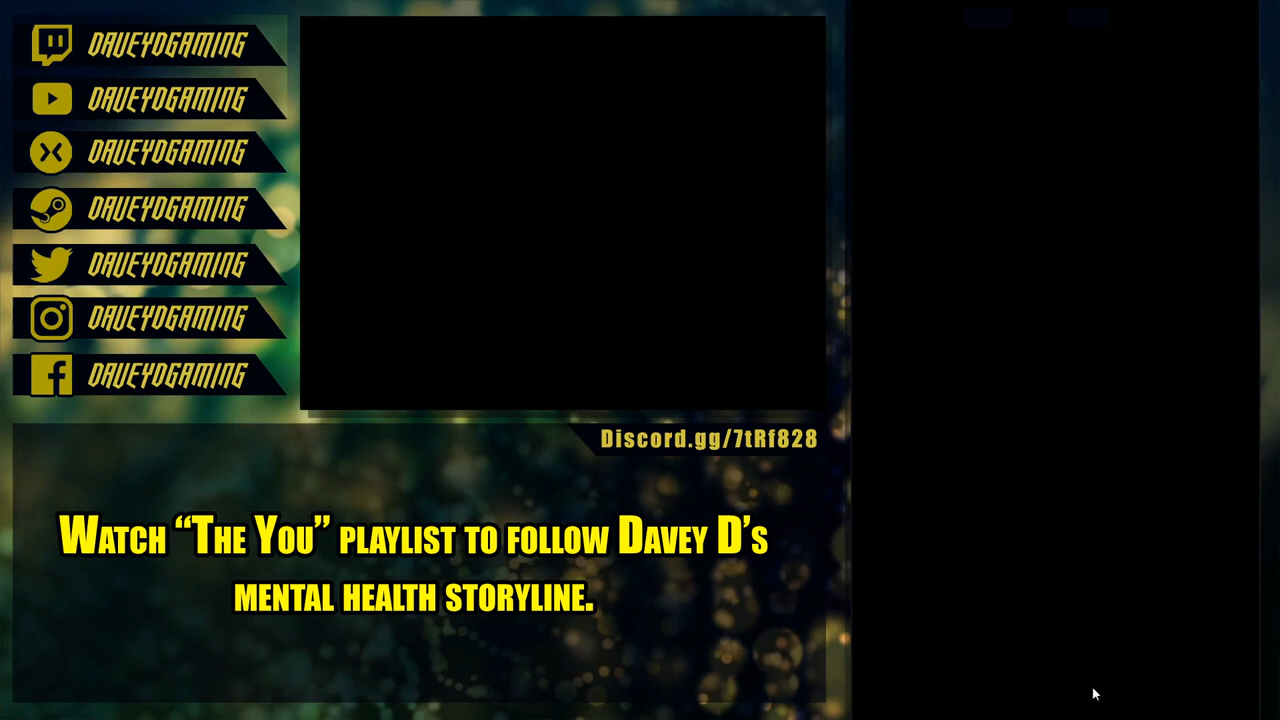 DAVEYDGAMING
DAVEYDGAMING
DAVEYDGAMING
DAVEYDGAMING
DAVEYDGAMING
DAVEYDGAMING
DAVEYDGAMING
Discord.gg/7tRf828
Watch “The You” playlist to follow Davey D’s
mental health storyline.